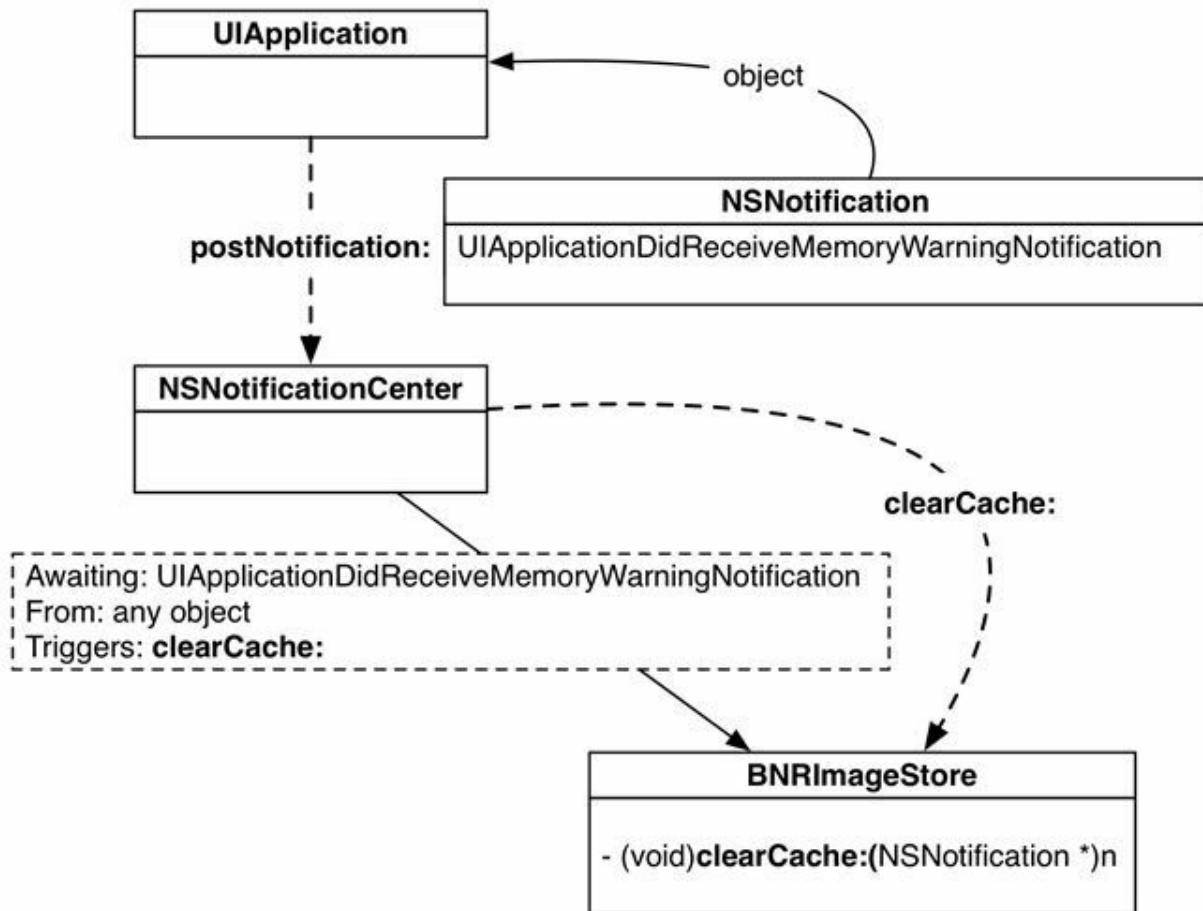 UIApplication
object
NSNotification
postNotification: UIApplicationDidReceiveMemoryWarningNotification
NSNotificationCenter
clearCache:
Awaiting: UIApplicationDidReceiveMemoryWarningNotification
From: any object
Triggers: clearCache:
BNRImageStore
- (void)clearCache:(NSNotification *)n